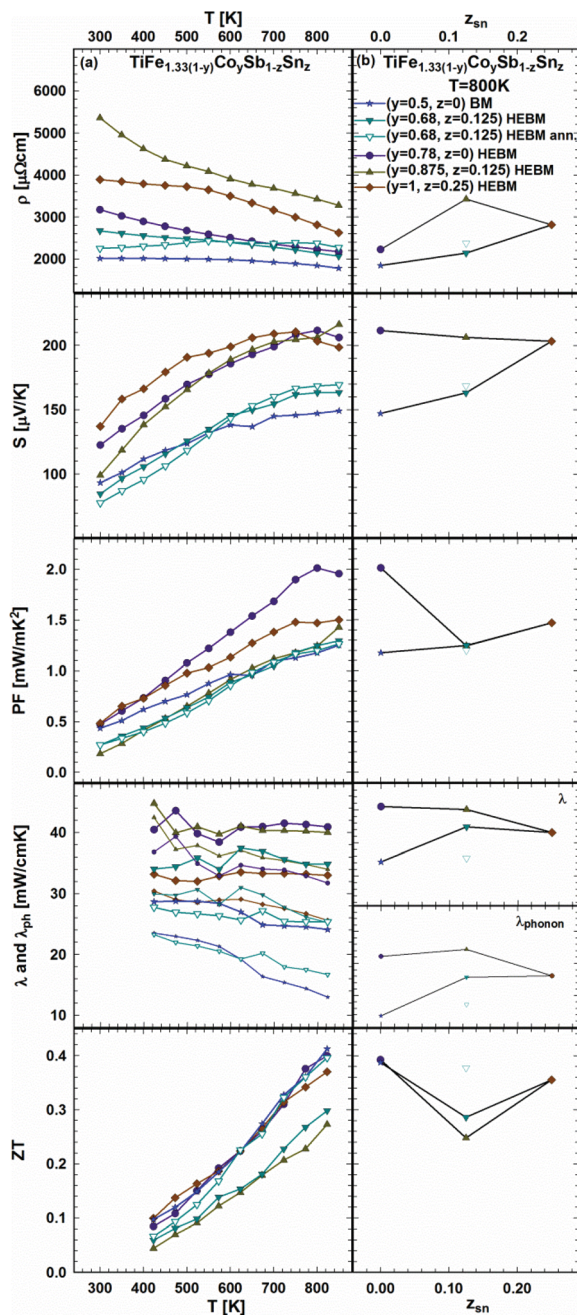 T [K]
300 400 500 600 700 800
z_sn
0.0 0.1 0.2
(a) TiFe1.33(1-y)CoySb1-zSnz
(b) TiFe1.33(1-y)CoySb1-zSnz
T=800K
(y=0.5, z=0) BM
(y=0.68, z=0.125) HEBM
(y=0.68, z=0.125) HEBM ann.
(y=0.78, z=0) HEBM
(y=0.875, z=0.125) HEBM
(y=1, z=0.25) HEBM
ρ [μΩcm]
6000
5000
4000
3000
2000
S [μV/K]
200
150
100
PF [mW/mK²]
2.0
1.5
1.0
0.5
0.0
λ and λph [mW/cmK]
40
30
20
10
λ
λphonon
ZT
0.4
0.3
0.2
0.1
0.0
300 400 500 600 700 800
T [K]
0.00 0.12 0.25
z_sn